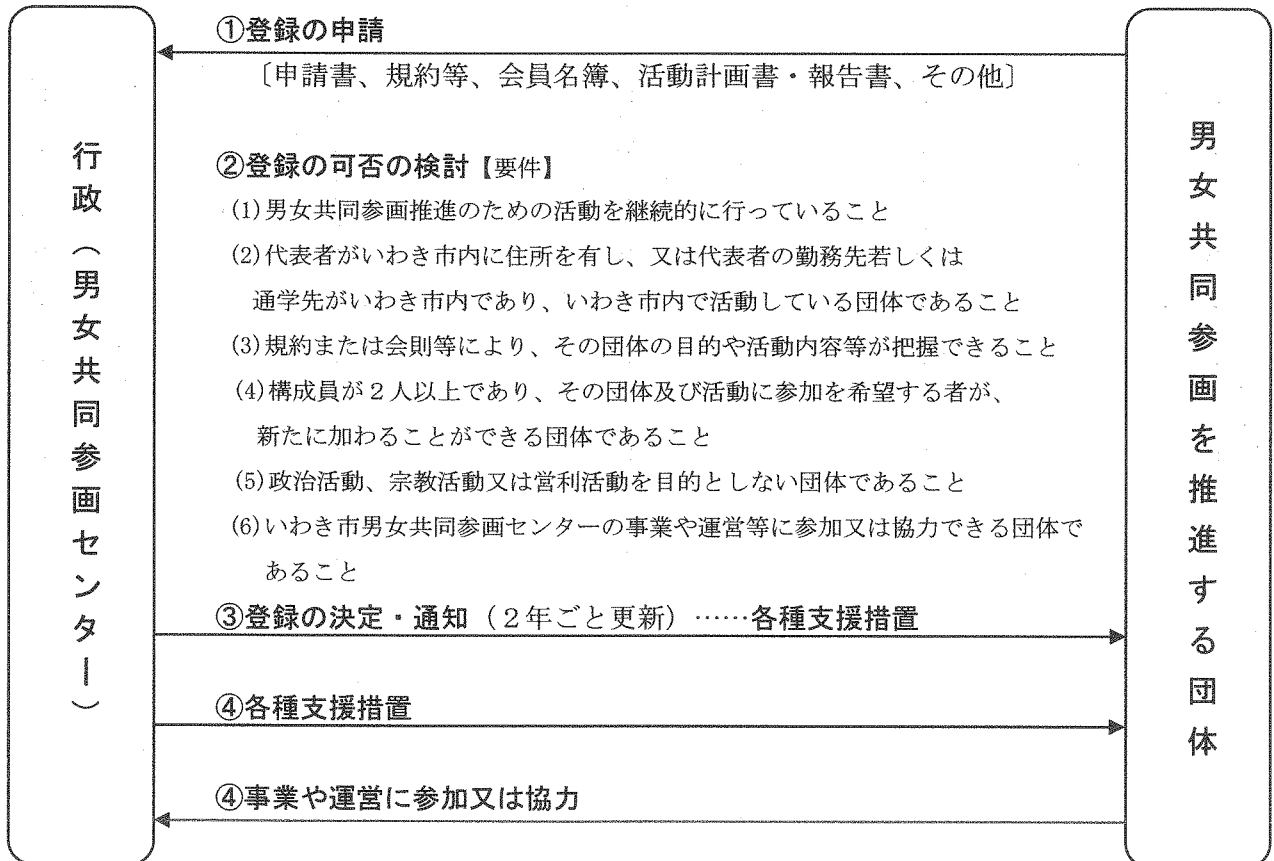 行政（男女共同参画センター）
①登録の申請
〔申請書、規約等、会員名簿、活動計画書・報告書、その他〕
②登録の可否の検討【要件】
(1)男女共同参画推進のための活動を継続的に行っていること
(2)代表者がいわき市内に住所を有し、又は代表者の勤務先若しくは
通学先がいわき市内であり、いわき市内で活動している団体であること
(3)規約または会則等により、その団体の目的や活動内容等が把握できること
(4)構成員が２人以上であり、その団体及び活動に参加を希望する者が、
新たに加わることができる団体であること
(5)政治活動、宗教活動又は営利活動を目的としない団体であること
(6)いわき市男女共同参画センターの事業や運営等に参加又は協力できる団体で
あること
③登録の決定・通知（２年ごと更新）……各種支援措置
④各種支援措置
④事業や運営に参加又は協力
男女共同参画を推進する団体